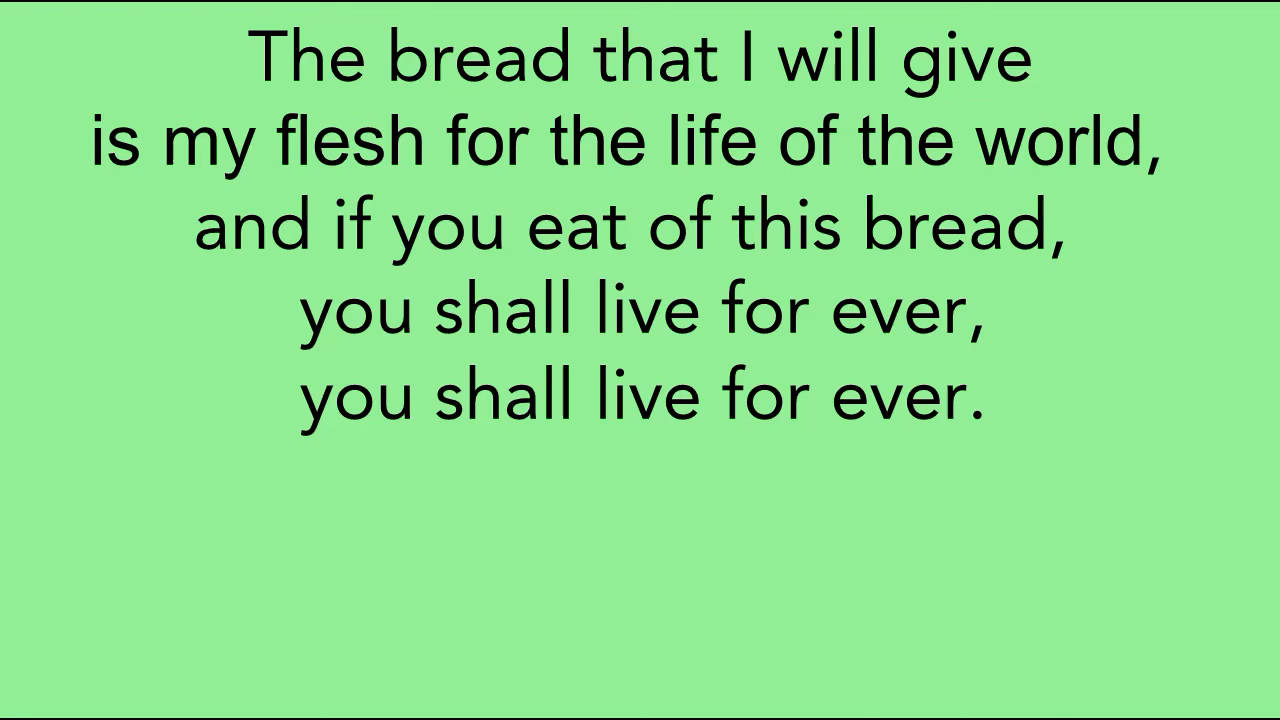 The bread that I will give
is my flesh for the life of the world,
and if you eat of this bread,
you shall live for ever,
you shall live for ever.